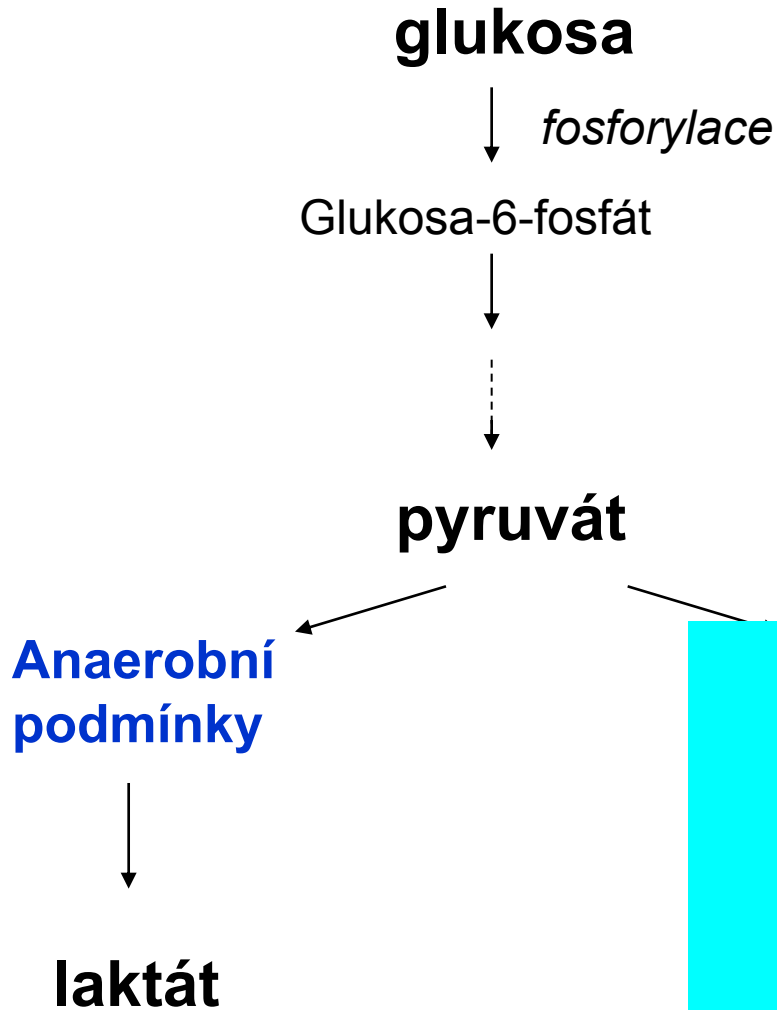 glukosa
fosforylace
Glukosa-6-fosfát
pyruvát
Anaerobní
podmínky
laktát